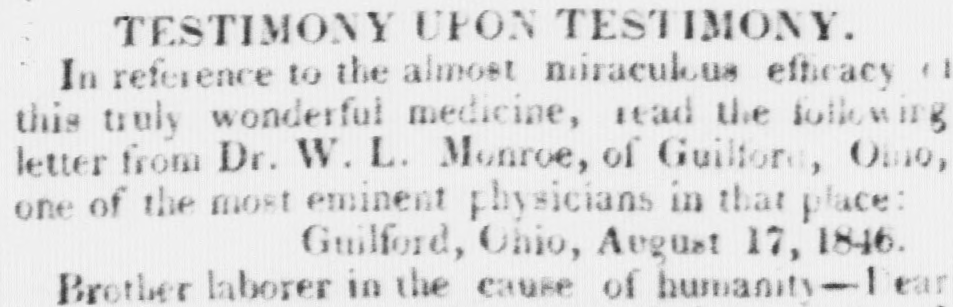 TESTIMONY UPON TESTIMONY.
In reference to the almost miraculous efficacy of
this truly wonderful medicine, read the following
letter from Dr. W. L. Monroe, of Guilford, Ohio,
one of the most eminent physicians in that place:
Guilford, Ohio, August 17, 1846.
Brother laborer in the cause of humanity—Dear